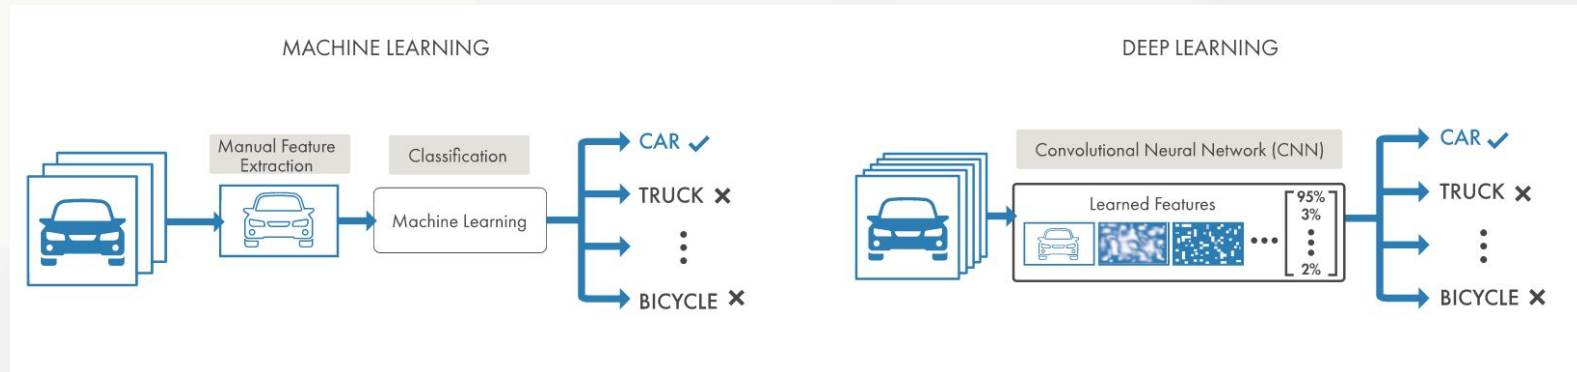 MACHINE LEARNING
Manual Feature
Extraction
Classification
Machine Learning
CAR
TRUCK
BICYCLE
DEEP LEARNING
Convolutional Neural Network (CNN)
Learned Features
95%
3%
2%
CAR
TRUCK
BICYCLE